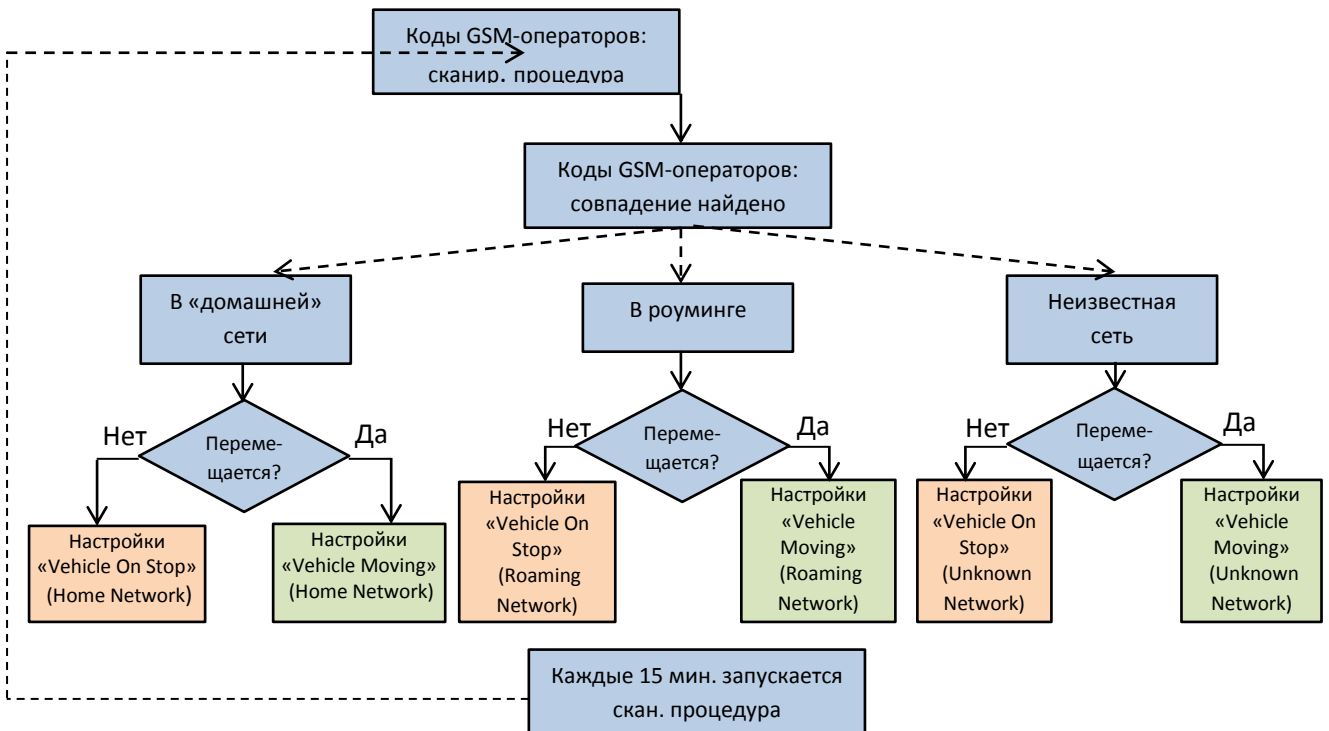 Коды GSM-операторов:
сканир. процедура
Коды GSM-операторов:
совпадение найдено
В «домашней»
сети
В роуминге
Неизвестная
сеть
Нет
Переме-
щается?
Да
Нет
Переме-
щается?
Да
Нет
Переме-
щается?
Да
Настройки
«Vehicle On Stop»
(Home Network)
Настройки
«Vehicle Moving»
(Home Network)
Настройки
«Vehicle On
Stop»
(Roaming
Network)
Настройки
«Vehicle
Moving»
(Roaming
Network)
Настройки
«Vehicle On
Stop»
(Unknown
Network)
Настройки
«Vehicle
Moving»
(Unknown
Network)
Каждые 15 мин. запускается
скан. процедура